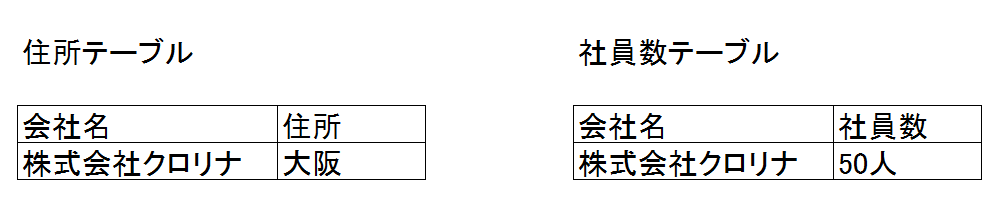 住所テーブル
会社名 住所
株式会社クロリナ 大阪
社員数テーブル
会社名 社員数
株式会社クロリナ 50人